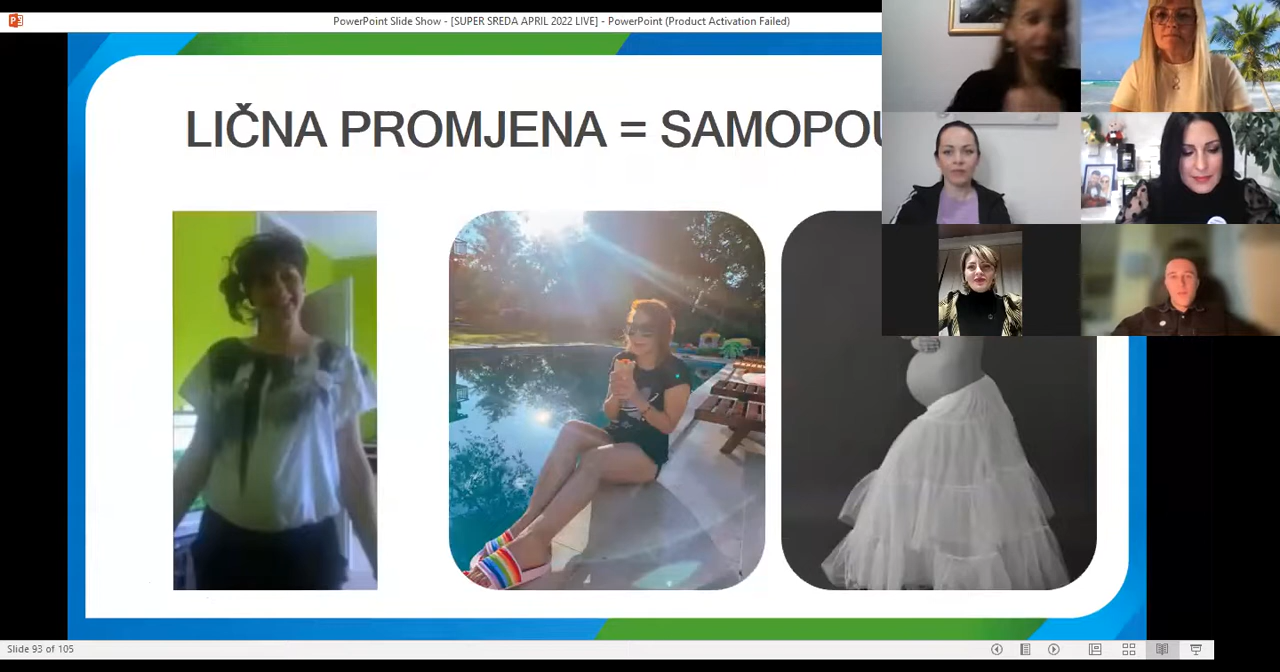 PowerPoint Slide Show - [SUPER SREDA APRIL 2022 LIVE] - PowerPoint (Product Activation Failed)
LIČNA PROMJENA = SAMOPOU
Slide 93 of 105